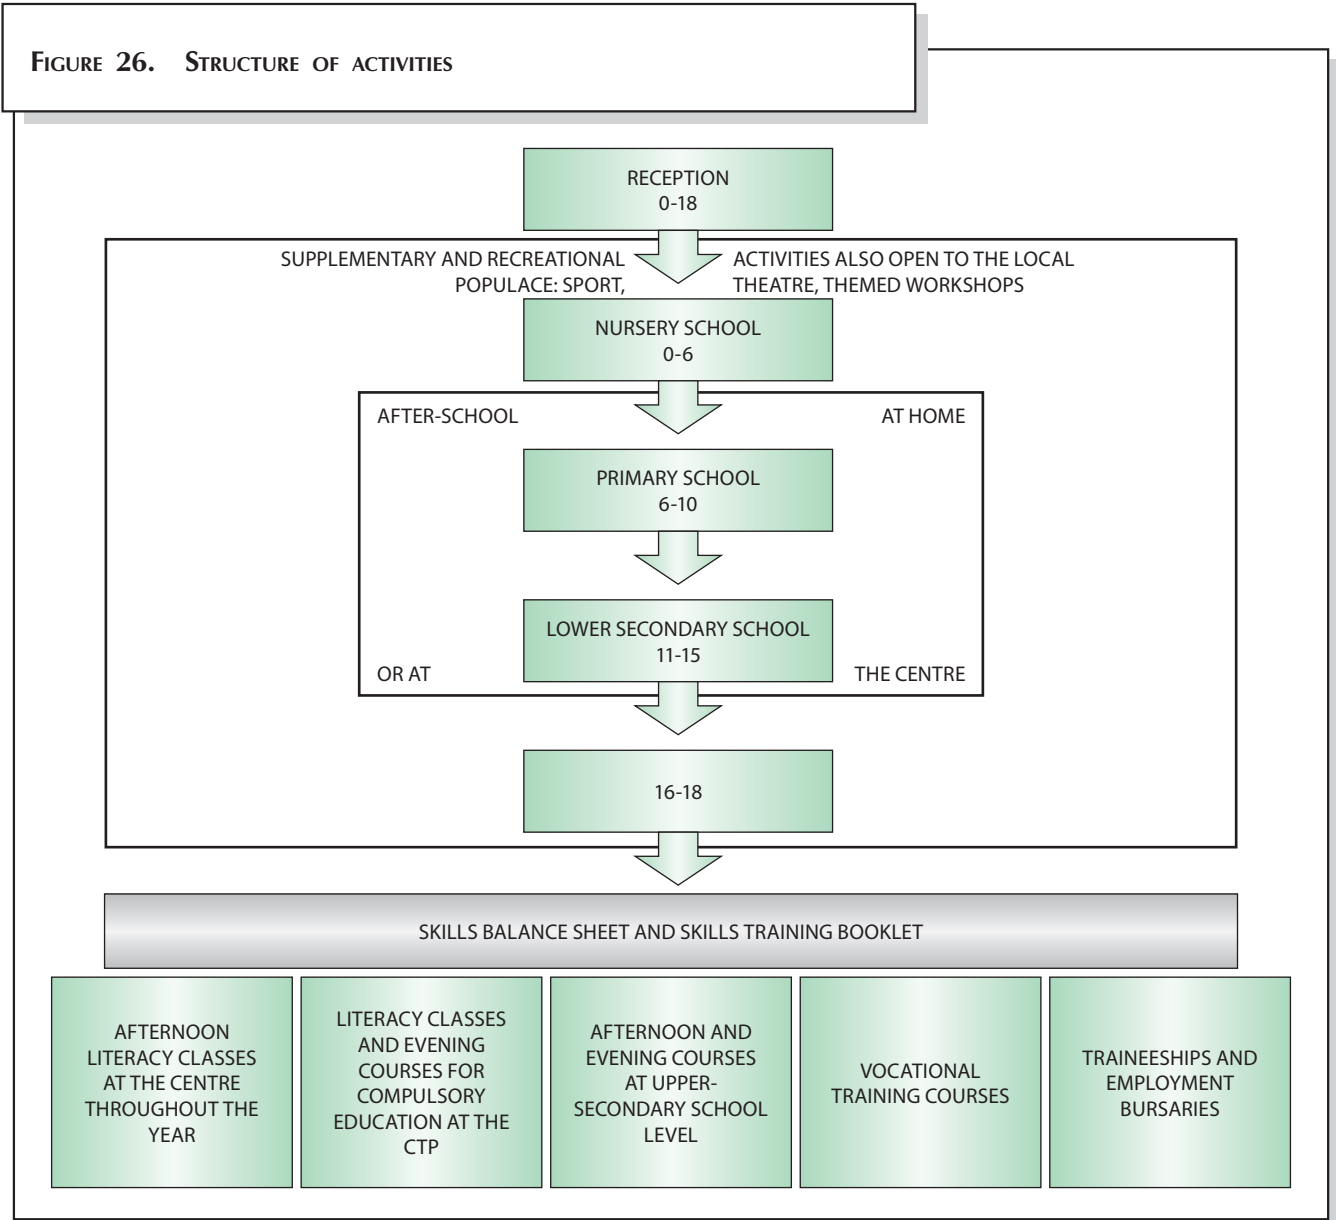 FIGURE 26. STRUCTURE OF ACTIVITIES
RECEPTION
0-18
SUPPLEMENTARY AND RECREATIONAL ACTIVITIES ALSO OPEN TO THE LOCAL
POPULACE: SPORT, THEATRE, THEMED WORKSHOPS
NURSERY SCHOOL
0-6
AFTER-SCHOOL AT HOME
PRIMARY SCHOOL
6-10
LOWER SECONDARY SCHOOL
11-15
OR AT THE CENTRE
16-18
SKILLS BALANCE SHEET AND SKILLS TRAINING BOOKLET
AFTERNOON
LITERACY CLASSES
AT THE CENTRE
THROUGHOUT THE
YEAR
LITERACY CLASSES
AND EVENING
COURSES FOR
COMPULSORY
EDUCATION AT THE
CTP
AFTERNOON AND
EVENING COURSES
AT UPPER-
SECONDARY SCHOOL
LEVEL
VOCATIONAL
TRAINING COURSES
TRAINEESHIPS AND
EMPLOYMENT
BURSARIES